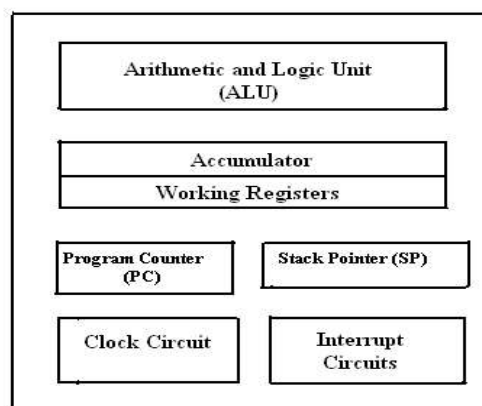 Arithmetic and Logic Unit
(ALU)
Accumulator
Working Registers
Program Counter
(PC)
Stack Pointer (SP)
Clock Circuit
Interrupt
Circuits